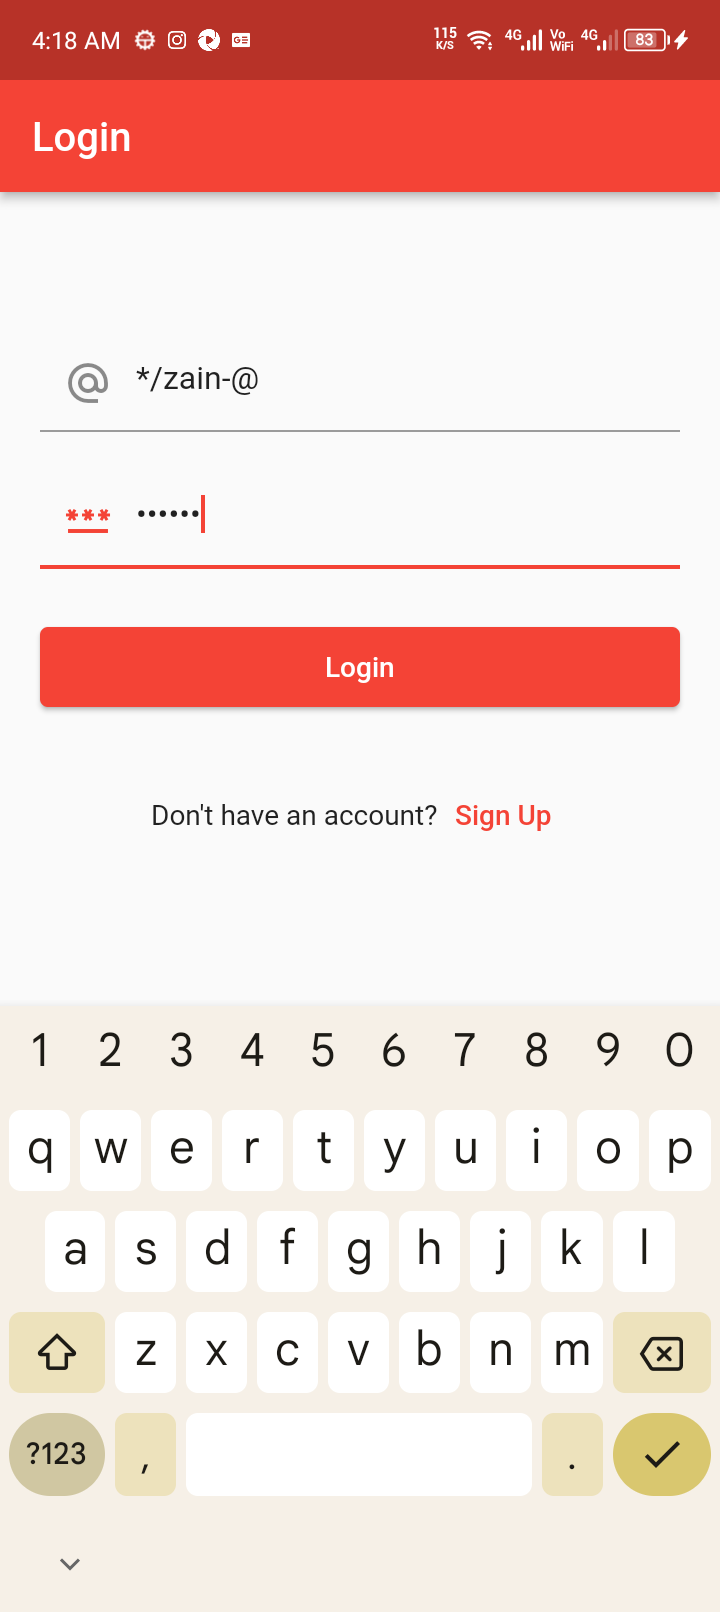 4:18 AM 115 K/S 4G Vo WiFi 4G 83
Login
*/zain-@
***  ••••••
Login
Don't have an account? Sign Up
1 2 3 4 5 6 7 8 9 0
q w e r t y u i o p
a s d f g h j k l
z x c v b n m
?123 , .